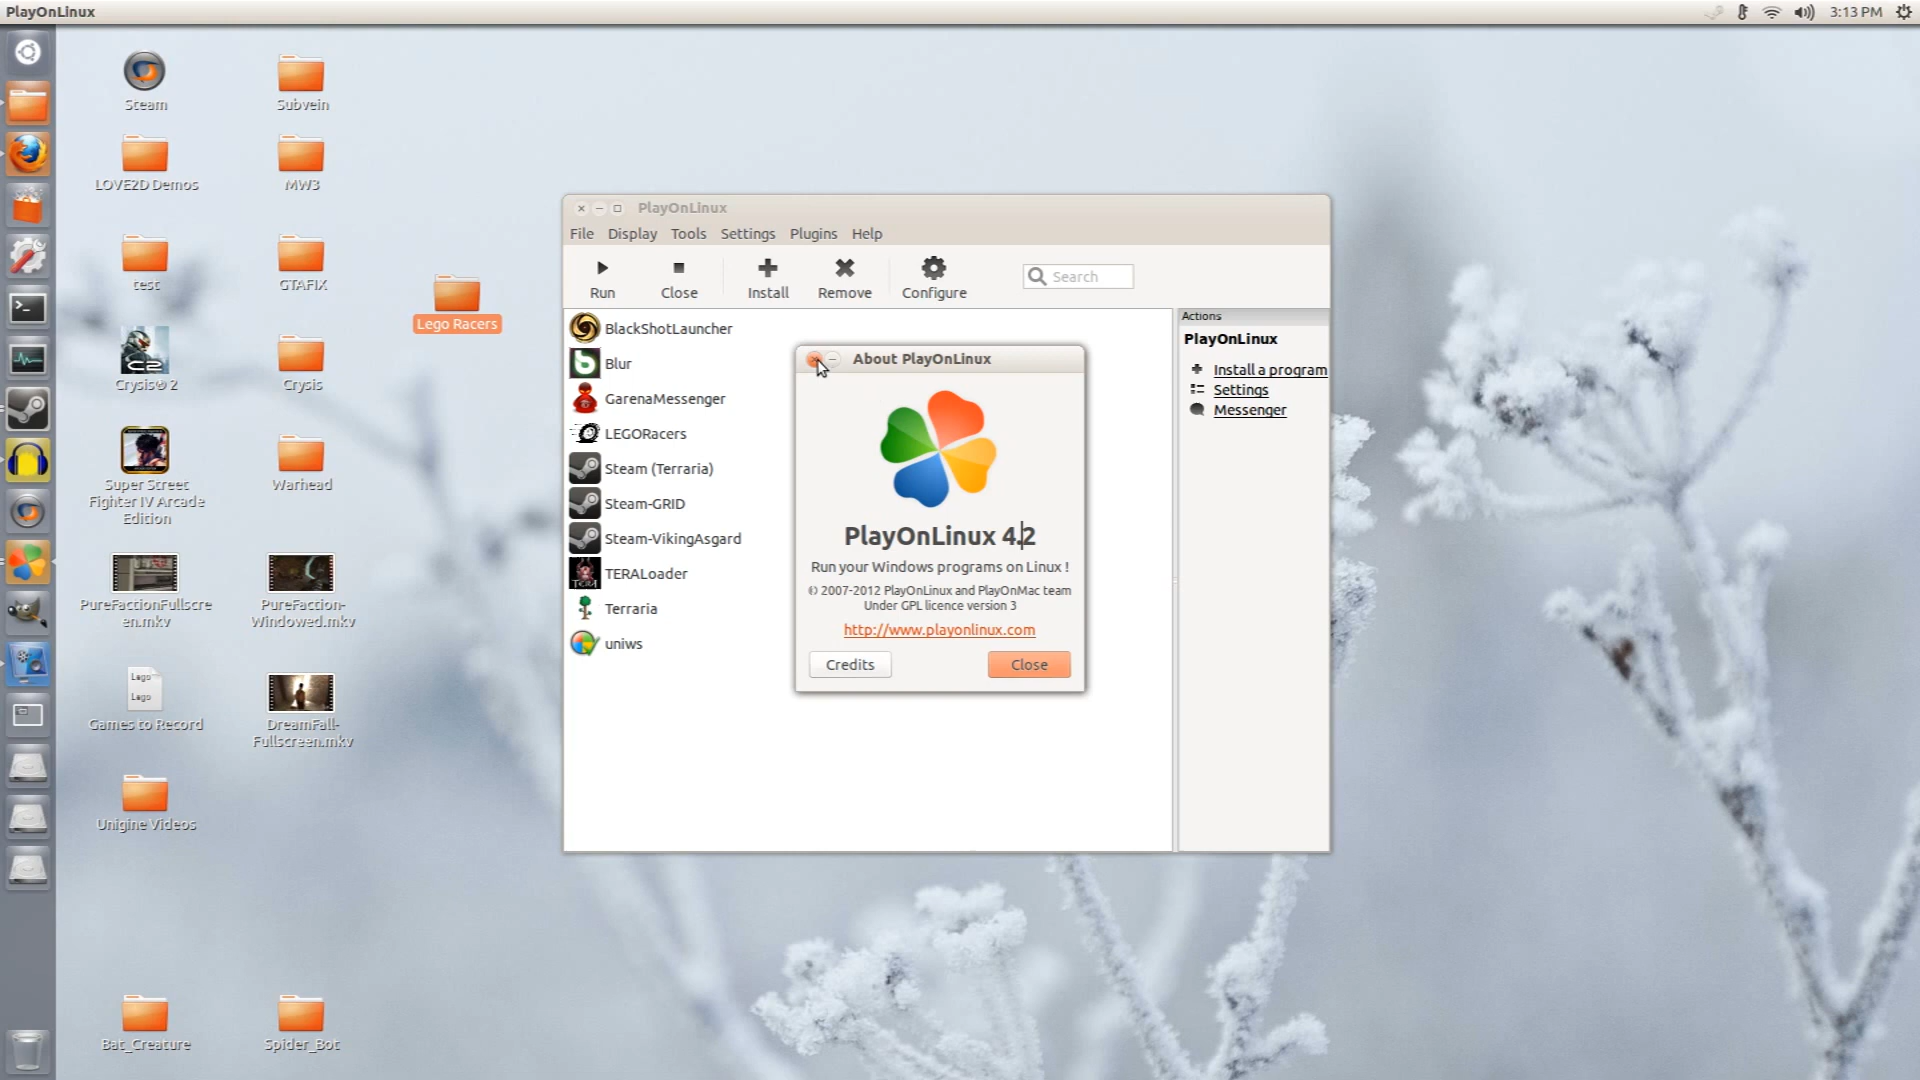 PlayOnLinux
3:13 PM
Steam
Subvein
LOVE2D Demos
MW3
test
GTAFIX
Lego Racers
Crysis® 2
Crysis
Super Street
Fighter IV Arcade
Edition
Warhead
PureFactionFullscre
en.mkv
PureFaction-
Windowed.mkv
Lego
Lego
Games to Record
DreamFall-
Fullscreen.mkv
Unigine Videos
Bat_Creature
Spider_Bot
PlayOnLinux
File Display Tools Settings Plugins Help
Run Close Install Remove Configure Search
BlackShotLauncher
Blur
GarenaMessenger
LEGORacers
Steam (Terraria)
Steam-GRID
Steam-VikingAsgard
TERALoader
Terraria
uniws
Actions
PlayOnLinux
Install a program
Settings
Messenger
About PlayOnLinux
PlayOnLinux 4.2
Run your Windows programs on Linux !
© 2007-2012 PlayOnLinux and PlayOnMac team
Under GPL licence version 3
http://www.playonlinux.com
Credits Close